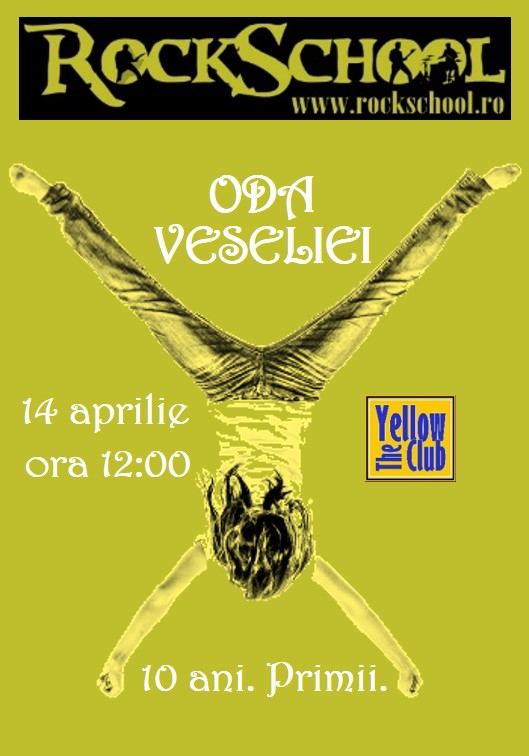 ROCKSCHOOL
www.rockschool.ro
ODA
VESELIEI
14 aprilie
ora 12:00
The Yellow Club
10 ani. Primii.